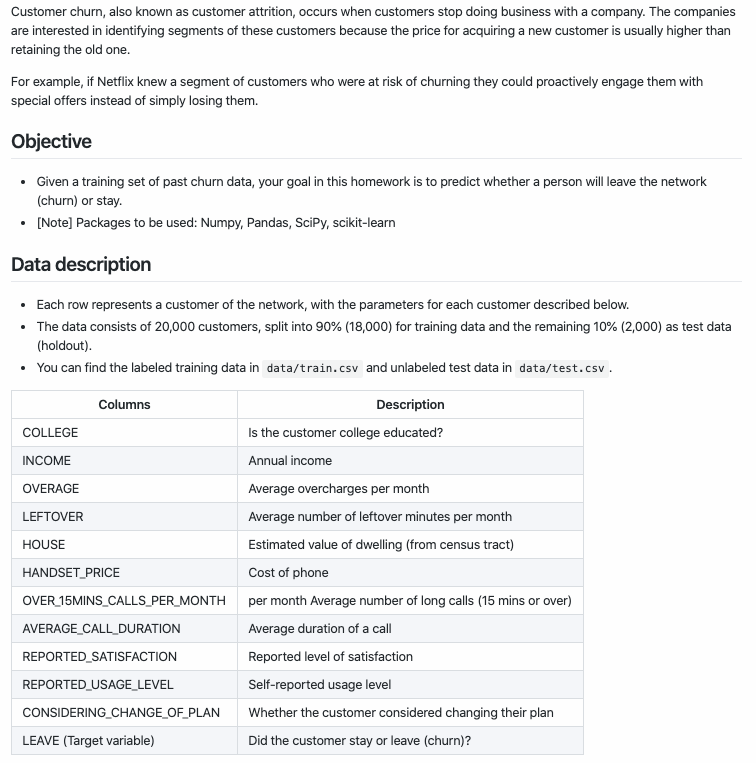 Customer churn, also known as customer attrition, occurs when customers stop doing business with a company. The companies
are interested in identifying segments of these customers because the price for acquiring a new customer is usually higher than
retaining the old one.
For example, if Netflix knew a segment of customers who were at risk of churning they could proactively engage them with
special offers instead of simply losing them.
Objective
• Given a training set of past churn data, your goal in this homework is to predict whether a person will leave the network
(churn) or stay.
• [Note] Packages to be used: Numpy, Pandas, SciPy, scikit-learn
Data description
• Each row represents a customer of the network, with the parameters for each customer described below.
• The data consists of 20,000 customers, split into 90% (18,000) for training data and the remaining 10% (2,000) as test data
(holdout).
• You can find the labeled training data in data/train.csv and unlabeled test data in data/test.csv.
Columns Description
COLLEGE Is the customer college educated?
INCOME Annual income
OVERAGE Average overcharges per month
LEFTOVER Average number of leftover minutes per month
HOUSE Estimated value of dwelling (from census tract)
HANDSET_PRICE Cost of phone
OVER_15MINS_CALLS_PER_MONTH per month Average number of long calls (15 mins or over)
AVERAGE_CALL_DURATION Average duration of a call
REPORTED_SATISFACTION Reported level of satisfaction
REPORTED_USAGE_LEVEL Self-reported usage level
CONSIDERING_CHANGE_OF_PLAN Whether the customer considered changing their plan
LEAVE (Target variable) Did the customer stay or leave (churn)?